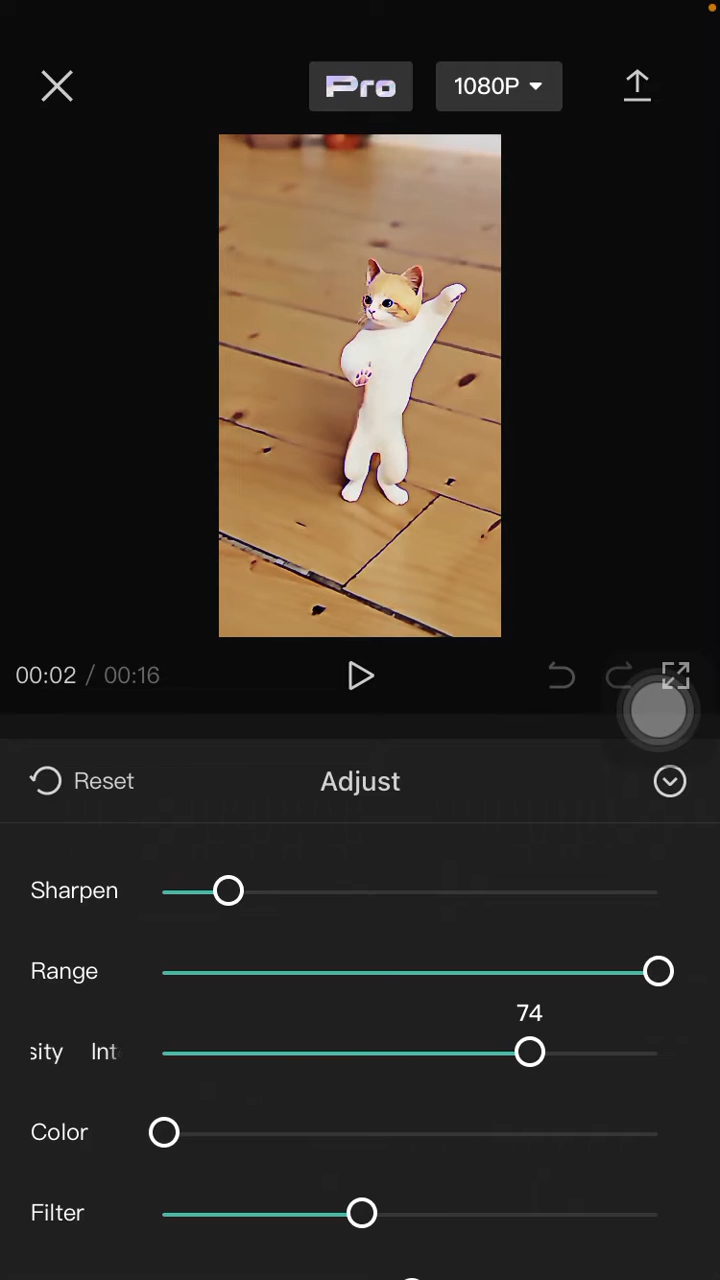 Pro 1080P
00:02 / 00:16
Reset Adjust
Sharpen
Range
74
sity Int
Color
Filter